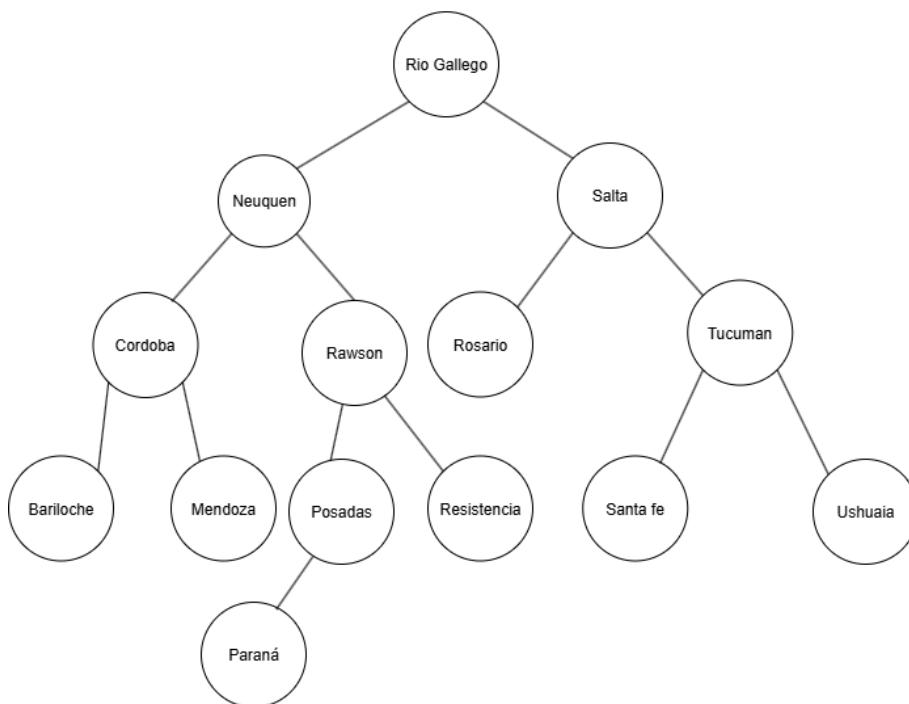 Rio Gallego
Neuquen
Salta
Cordoba
Rawson
Rosario
Tucuman
Bariloche
Mendoza
Posadas
Resistencia
Santa fe
Ushuaia
Paraná